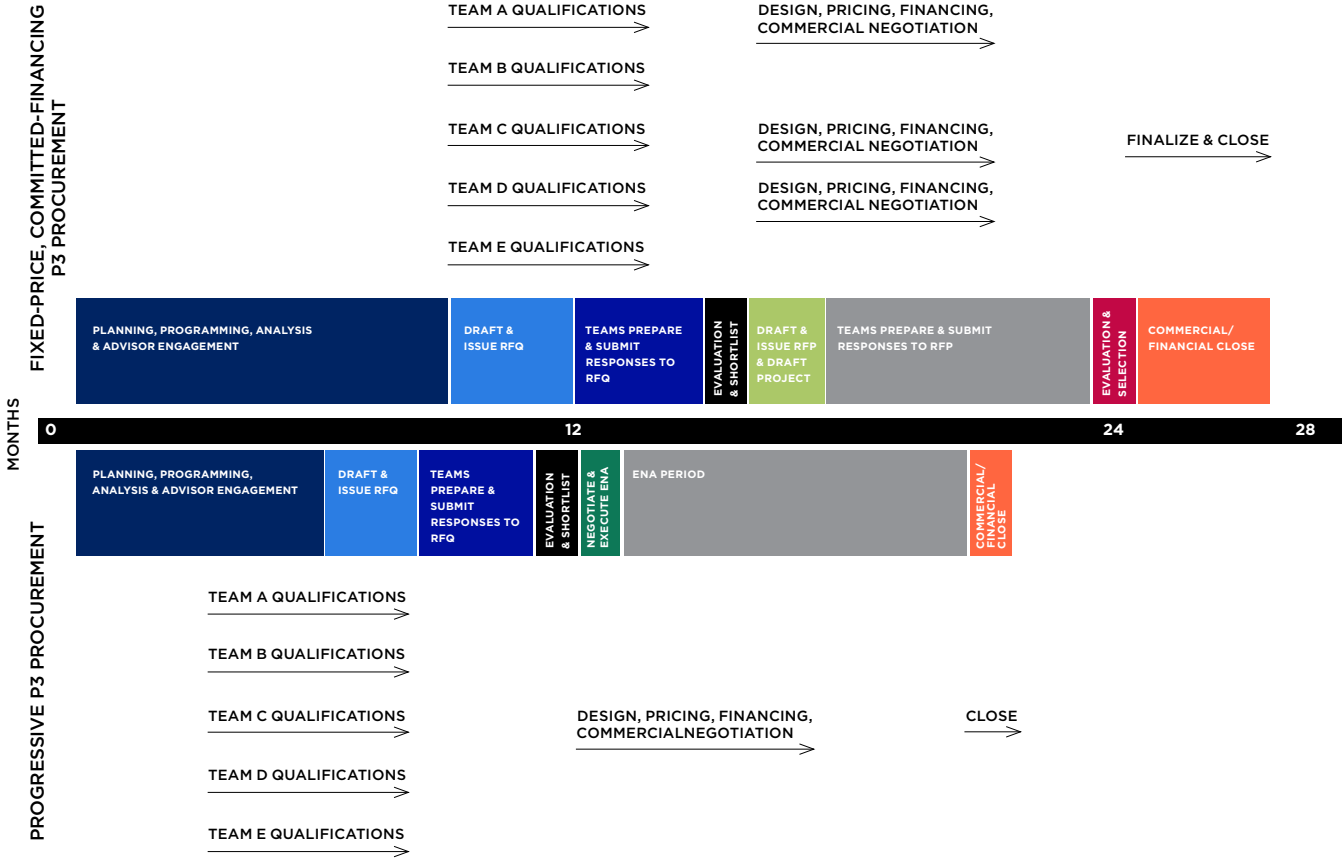 FIXED-PRICE, COMMITTED-FINANCING
P3 PROCUREMENT
TEAM A QUALIFICATIONS
DESIGN, PRICING, FINANCING,
COMMERCIAL NEGOTIATION
TEAM B QUALIFICATIONS
TEAM C QUALIFICATIONS
DESIGN, PRICING, FINANCING,
COMMERCIAL NEGOTIATION
FINALIZE & CLOSE
TEAM D QUALIFICATIONS
DESIGN, PRICING, FINANCING,
COMMERCIAL NEGOTIATION
TEAM E QUALIFICATIONS
PLANNING, PROGRAMMING, ANALYSIS
& ADVISOR ENGAGEMENT
DRAFT &
ISSUE RFQ
TEAMS PREPARE
& SUBMIT
RESPONSES TO
RFQ
EVALUATION
& SHORTLIST
DRAFT &
ISSUE RFP
& DRAFT
PROJECT
TEAMS PREPARE & SUBMIT
RESPONSES TO RFP
EVALUATION &
SELECTION
COMMERCIAL/
FINANCIAL CLOSE
MONTHS
0
12
24
28
PROGRESSIVE P3 PROCUREMENT
PLANNING, PROGRAMMING,
ANALYSIS & ADVISOR ENGAGEMENT
DRAFT &
ISSUE RFQ
TEAMS
PREPARE &
SUBMIT
RESPONSES TO
RFQ
EVALUATION
& SHORTLIST
NEGOTIATE &
EXECUTE ENA
ENA PERIOD
COMMERCIAL/
FINANCIAL
CLOSE
TEAM A QUALIFICATIONS
TEAM B QUALIFICATIONS
TEAM C QUALIFICATIONS
DESIGN, PRICING, FINANCING,
COMMERCIALNEGOTIATION
CLOSE
TEAM D QUALIFICATIONS
TEAM E QUALIFICATIONS